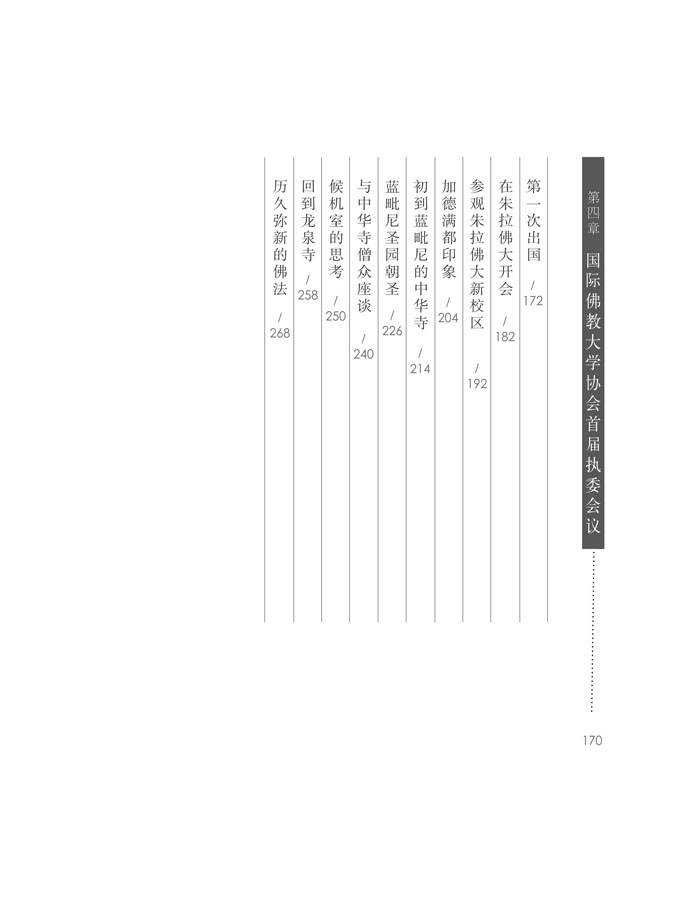 第四章 国际佛教大学协会首届执委会议
170
第一次出国 / 172
在朱拉佛大开会 / 182
参观朱拉佛大新校区 / 192
加德满都印象 / 204
初到蓝毗尼的中华寺 / 214
蓝毗尼圣园朝圣 / 226
与中华寺僧众座谈 / 240
候机室的思考 / 250
回到龙泉寺 / 258
历久弥新的佛法 / 268